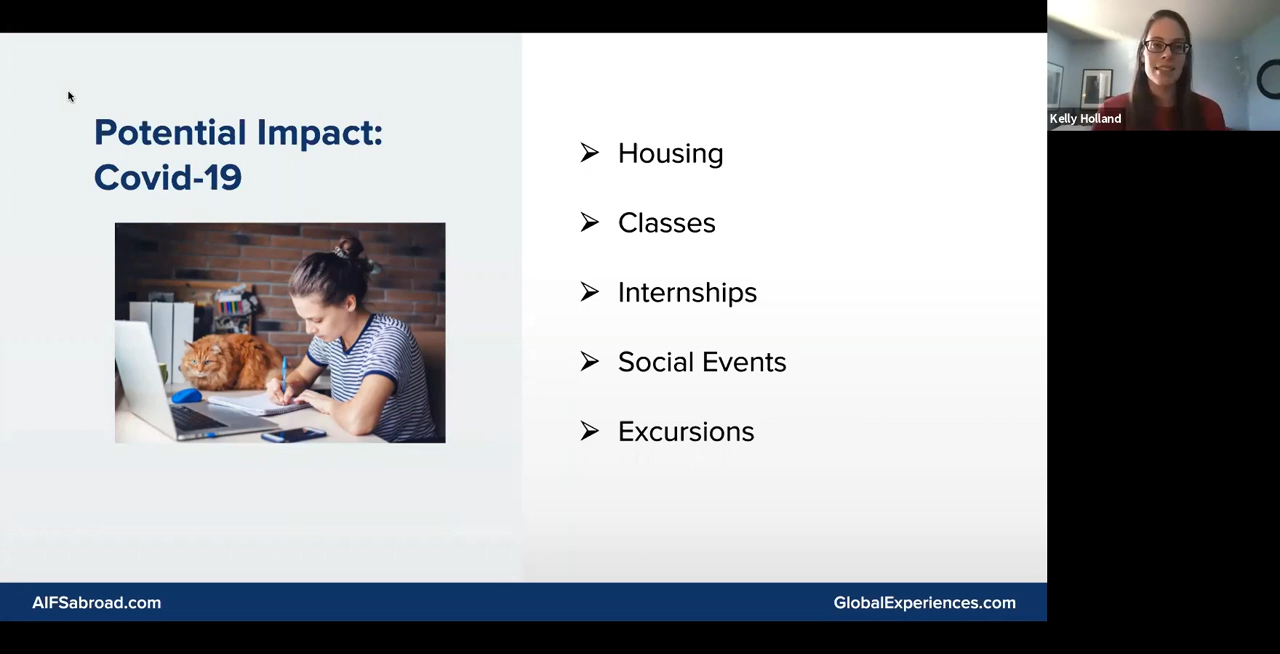 Potential Impact:
Covid-19
➢ Housing
➢ Classes
➢ Internships
➢ Social Events
➢ Excursions
AIFSabroad.com
GlobalExperiences.com
Kelly Holland